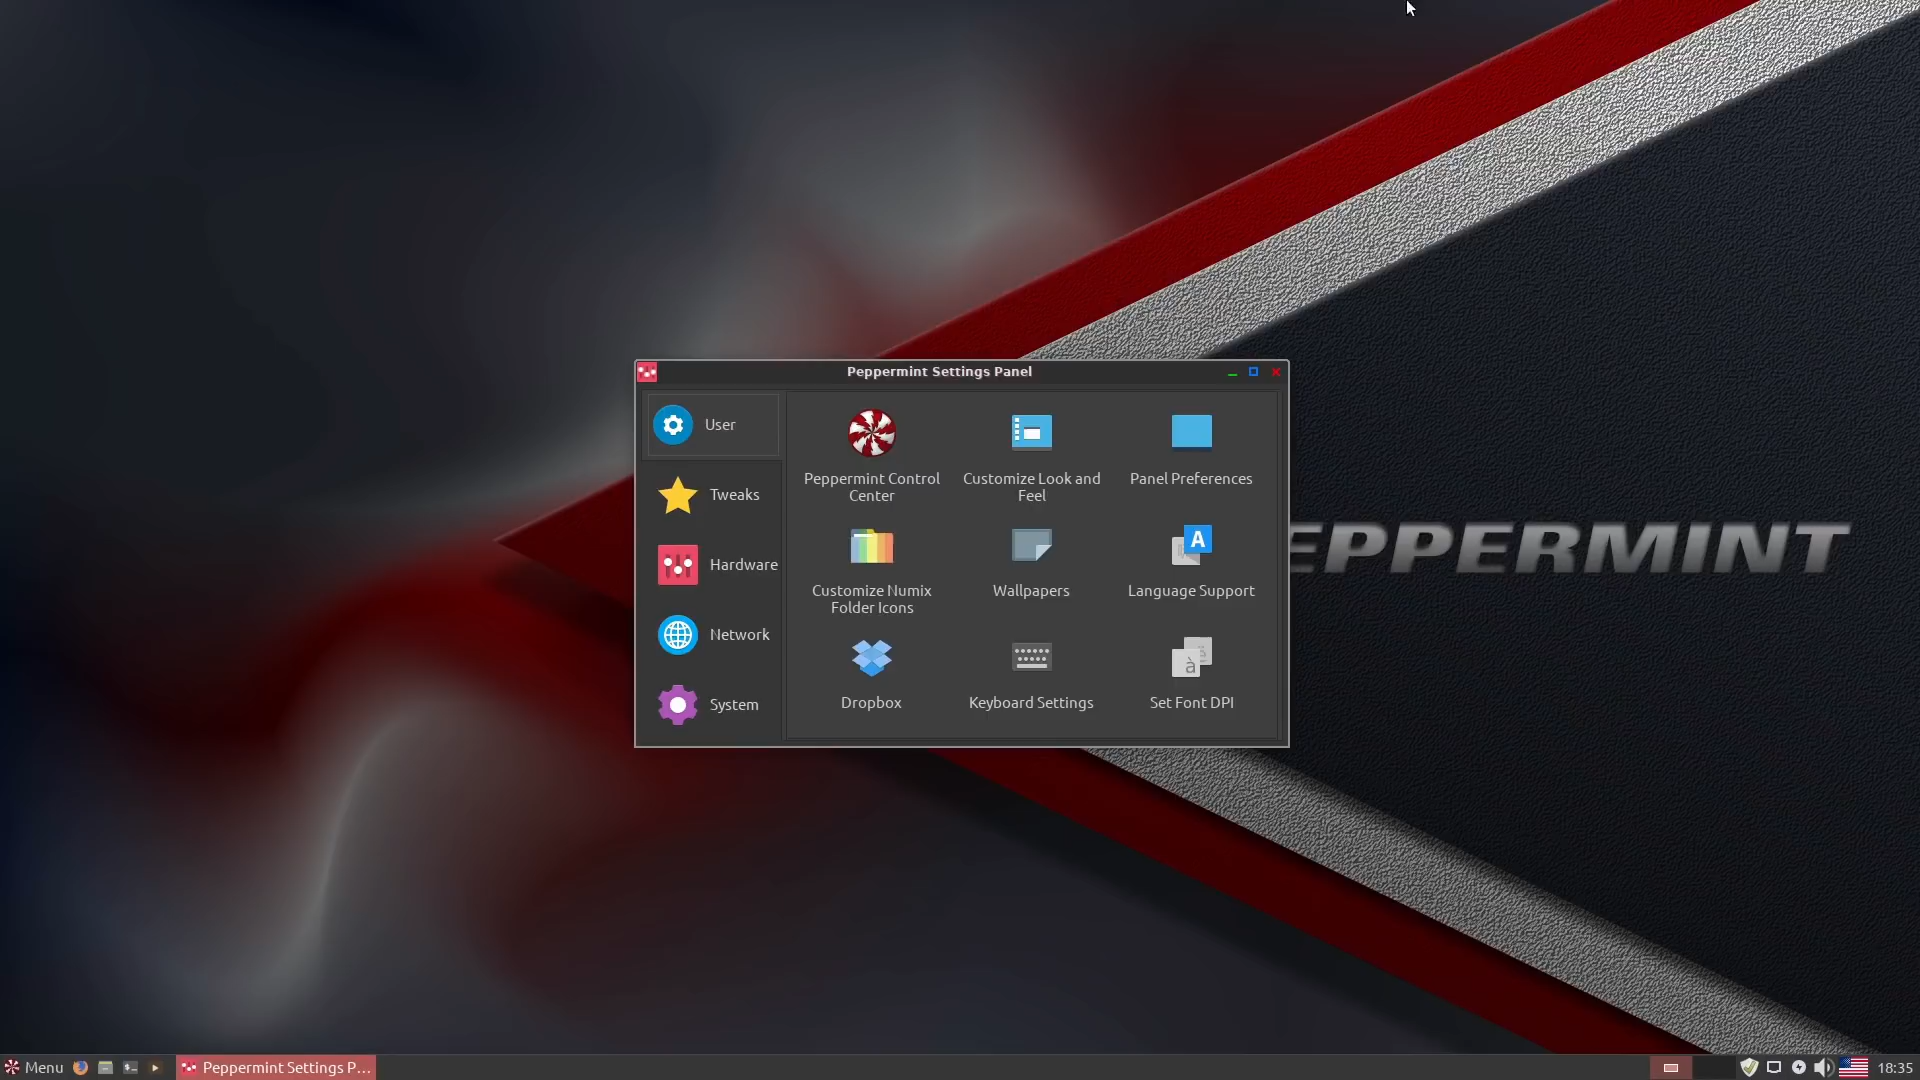 Peppermint Settings Panel
User
Tweaks
Hardware
Network
System
Peppermint Control
Center
Customize Look and
Feel
Panel Preferences
Customize Numix
Folder Icons
Wallpapers
A
Language Support
Dropbox
Keyboard Settings
à
Set Font DPI
EPPERMINT
Menu
Peppermint Settings P...
18:35